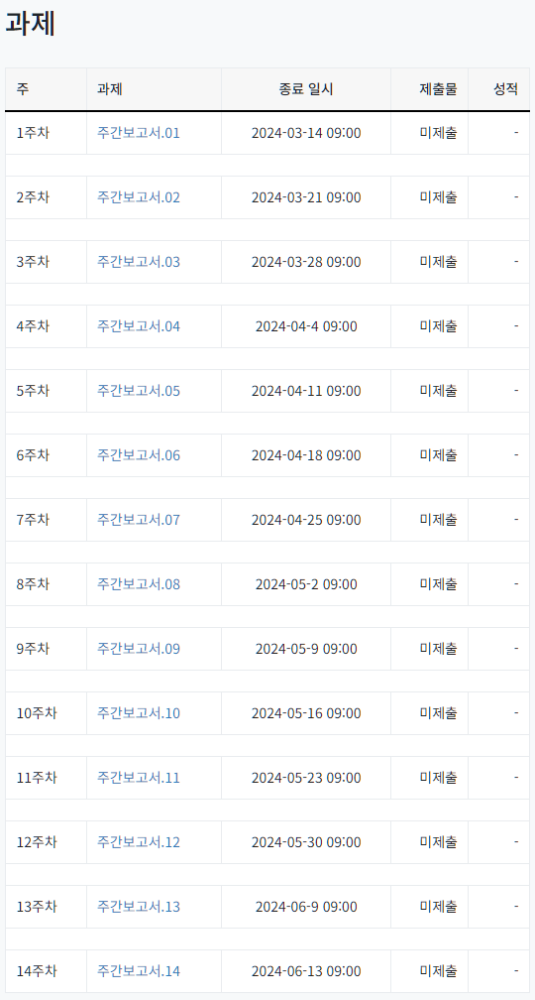 과제
주 과제 종료 일시 제출물 성적
1주차 주간보고서.01 2024-03-14 09:00 미제출 -
2주차 주간보고서.02 2024-03-21 09:00 미제출 -
3주차 주간보고서.03 2024-03-28 09:00 미제출 -
4주차 주간보고서.04 2024-04-4 09:00 미제출 -
5주차 주간보고서.05 2024-04-11 09:00 미제출 -
6주차 주간보고서.06 2024-04-18 09:00 미제출 -
7주차 주간보고서.07 2024-04-25 09:00 미제출 -
8주차 주간보고서.08 2024-05-2 09:00 미제출 -
9주차 주간보고서.09 2024-05-9 09:00 미제출 -
10주차 주간보고서.10 2024-05-16 09:00 미제출 -
11주차 주간보고서.11 2024-05-23 09:00 미제출 -
12주차 주간보고서.12 2024-05-30 09:00 미제출 -
13주차 주간보고서.13 2024-06-9 09:00 미제출 -
14주차 주간보고서.14 2024-06-13 09:00 미제출 -